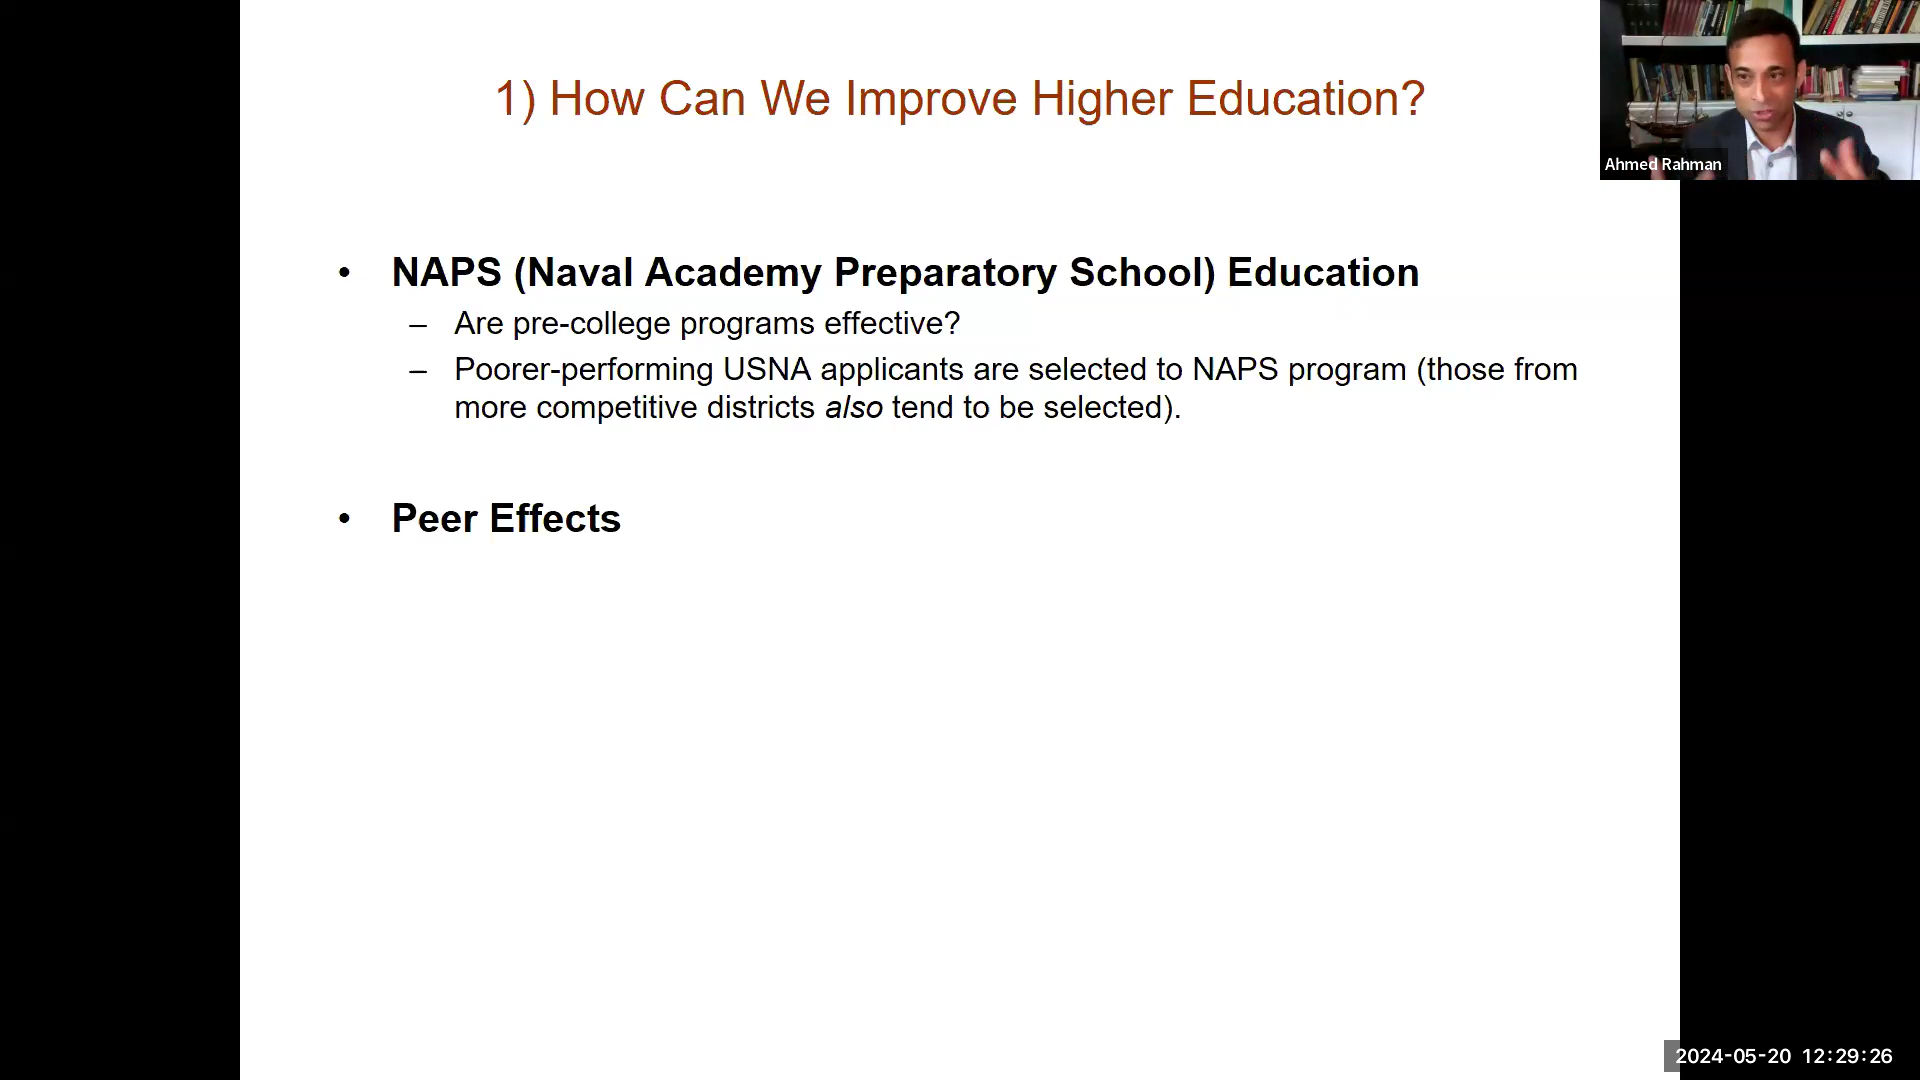 1) How Can We Improve Higher Education?
Ahmed Rahman
• NAPS (Naval Academy Preparatory School) Education
– Are pre-college programs effective?
– Poorer-performing USNA applicants are selected to NAPS program (those from
more competitive districts also tend to be selected).
• Peer Effects
2024-05-20 12:29:26